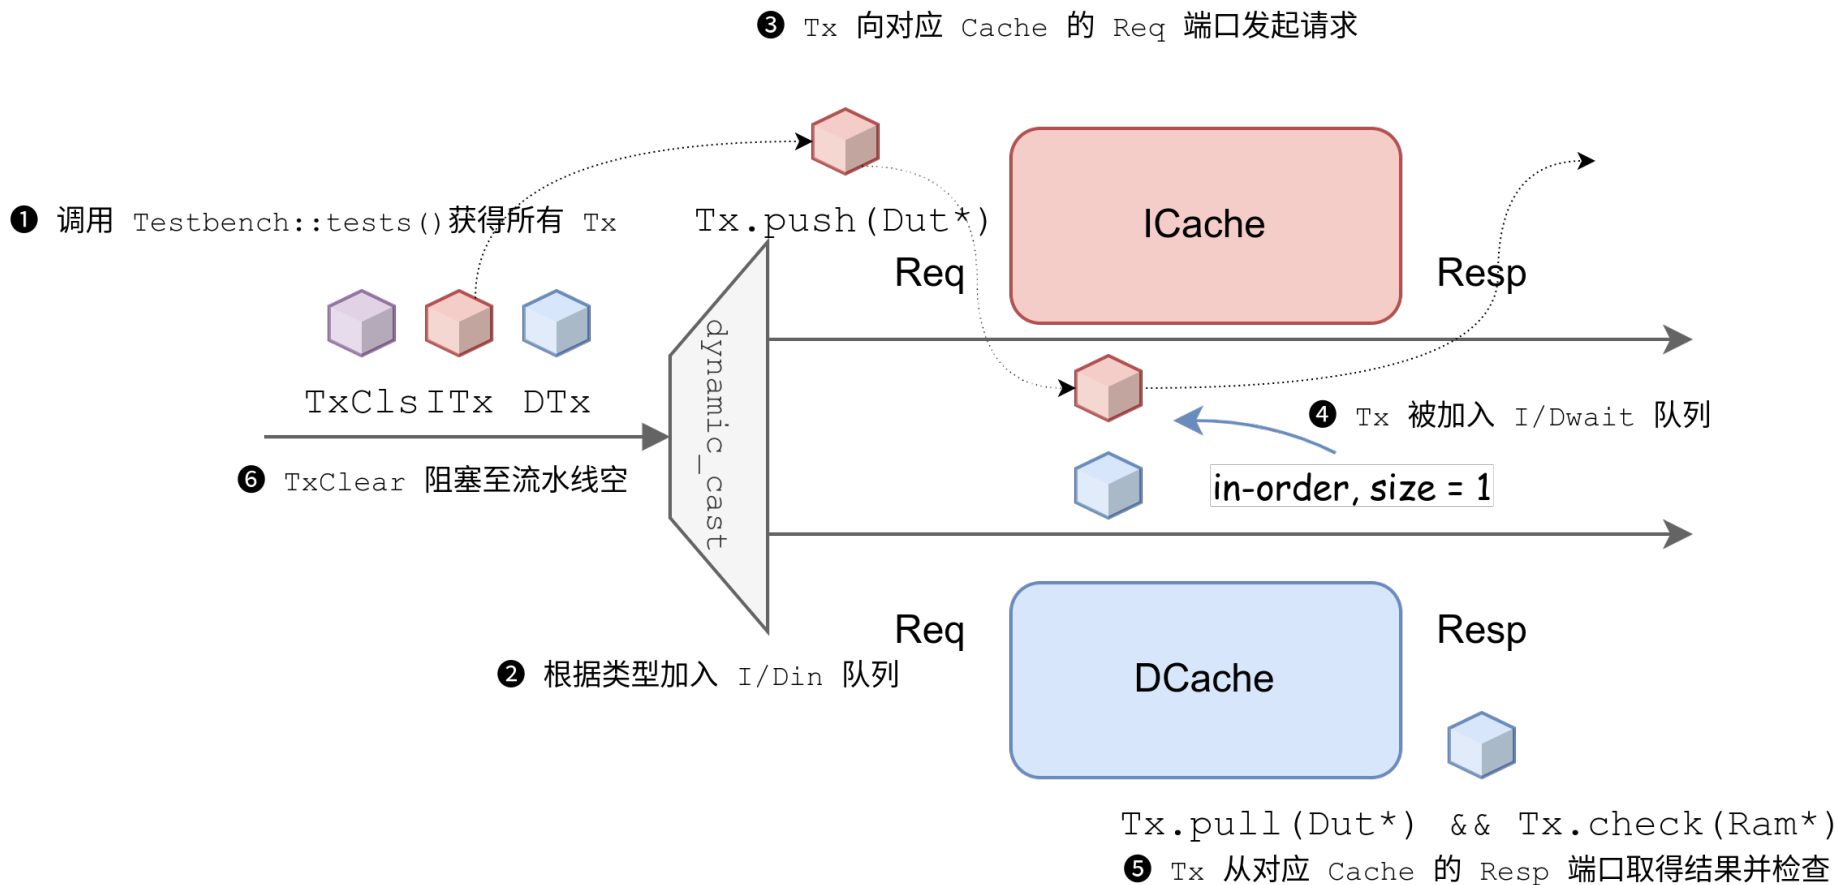 ❸ Tx 向对应 Cache 的 Req 端口发起请求
❶ 调用 Testbench::tests()获得所有 Tx
Tx.push(Dut*)
ICache
Req
Resp
TxCls
ITx
DTx
dynamic_cast
❹ Tx 被加入 I/Dwait 队列
❻ TxClear 阻塞至流水线空
in-order, size = 1
Req
Resp
❷ 根据类型加入 I/Din 队列
DCache
Tx.pull(Dut*) && Tx.check(Ram*)
❺ Tx 从对应 Cache 的 Resp 端口取得结果并检查